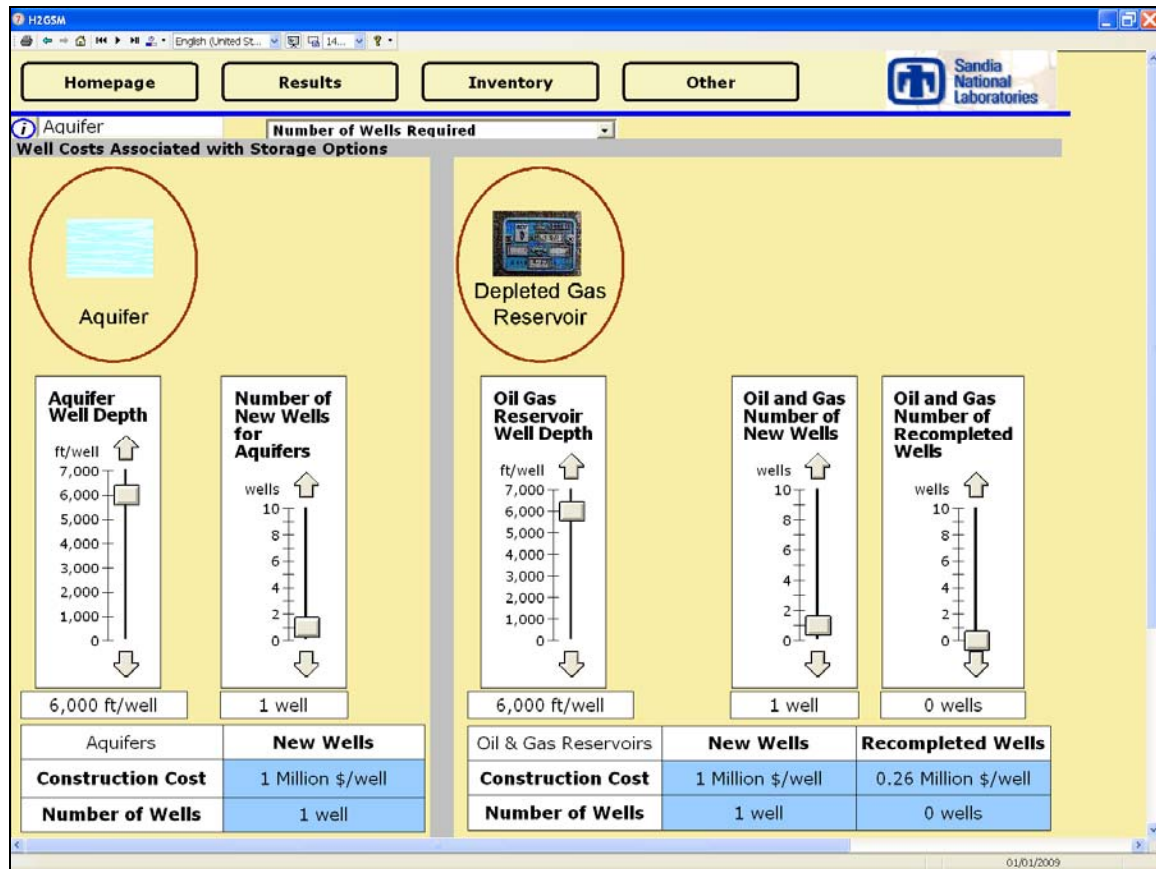 H2GSM
English (United St...
14...
Homepage
Results
Inventory
Other
Sandia
National
Laboratories
i
Aquifer
Number of Wells Required
Well Costs Associated with Storage Options
Aquifer
Depleted Gas
Reservoir
Aquifer
Well Depth
ft/well
7,000
6,000
5,000
4,000
3,000
2,000
1,000
0
6,000 ft/well
Number of
New Wells
for
Aquifers
wells
10
8
6
4
2
0
1 well
Oil Gas
Reservoir
Well Depth
ft/well
7,000
6,000
5,000
4,000
3,000
2,000
1,000
0
6,000 ft/well
Oil and Gas
Number of
New Wells
wells
10
8
6
4
2
0
1 well
Oil and Gas
Number of
Recompleted
Wells
wells
10
8
6
4
2
0
0 wells
Aquifers New Wells
Construction Cost 1 Million $/well
Number of Wells 1 well
Oil & Gas Reservoirs New Wells Recompleted Wells
Construction Cost 1 Million $/well 0.26 Million $/well
Number of Wells 1 well 0 wells
01/01/2009